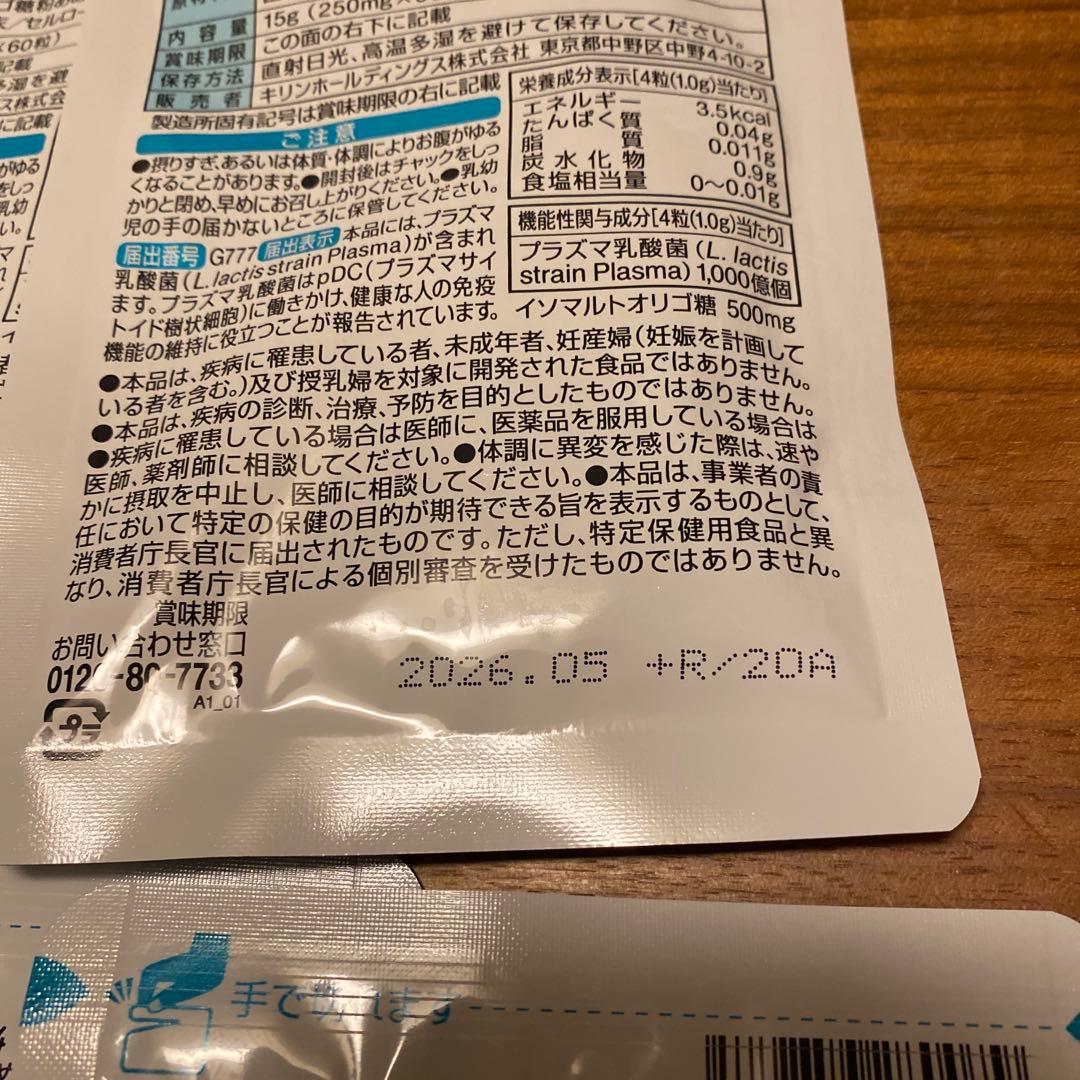 内容量 15g(250mg×
賞味期限 この面の右下に記載
保存方法 直射日光、高温多湿を避けて保存してください。
販売者 キリンホールディングス株式会社 東京都中野区中野4-10-2
製造所固有記号は賞味期限の右に記載
ご注意
●摂りすぎ、あるいは体質・体調によりお腹がゆる
くなることがあります。●開封後はチャックをしっ
かりと閉め、早めにお召し上がりください。●乳幼
児の手の届かないところに保管してください。
届出番号 G777 届出表示 本品には、プラズマ
乳酸菌(L. lactis strain Plasma)が含まれ
ます。プラズマ乳酸菌はpDC(プラズマサイ
トイド樹状細胞)に働きかけ、健康な人の免疫
機能の維持に役立つことが報告されています。
栄養成分表示[4粒(1.0g)当たり]
エネルギー 3.5kcal
たんぱく質 0.04g
脂質 0.011g
炭水化物 0.9g
食塩相当量 0~0.01g
機能性関与成分[4粒(1.0g)当たり]
プラズマ乳酸菌(L. lactis
strain Plasma) 1,000億個
イソマルトオリゴ糖 500mg
●本品は、疾病に罹患している者、未成年者、妊産婦(妊娠を計画して
いる者を含む。)及び授乳婦を対象に開発された食品ではありません。
●本品は、疾病の診断、治療、予防を目的としたものではありません。
●疾病に罹患している場合は医師に、医薬品を服用している場合は
医師、薬剤師に相談してください。●体調に異変を感じた際は、速や
かに摂取を中止し、医師に相談してください。●本品は、事業者の責
任において特定の保健の目的が期待できる旨を表示するものとして、
消費者庁長官に届出されたものです。ただし、特定保健用食品と異
なり、消費者庁長官による個別審査を受けたものではありません。
賞味期限
お問い合わせ窓口
0120-80-7733
A1_01
プラ
2026.05 +R/20A
手で切れます